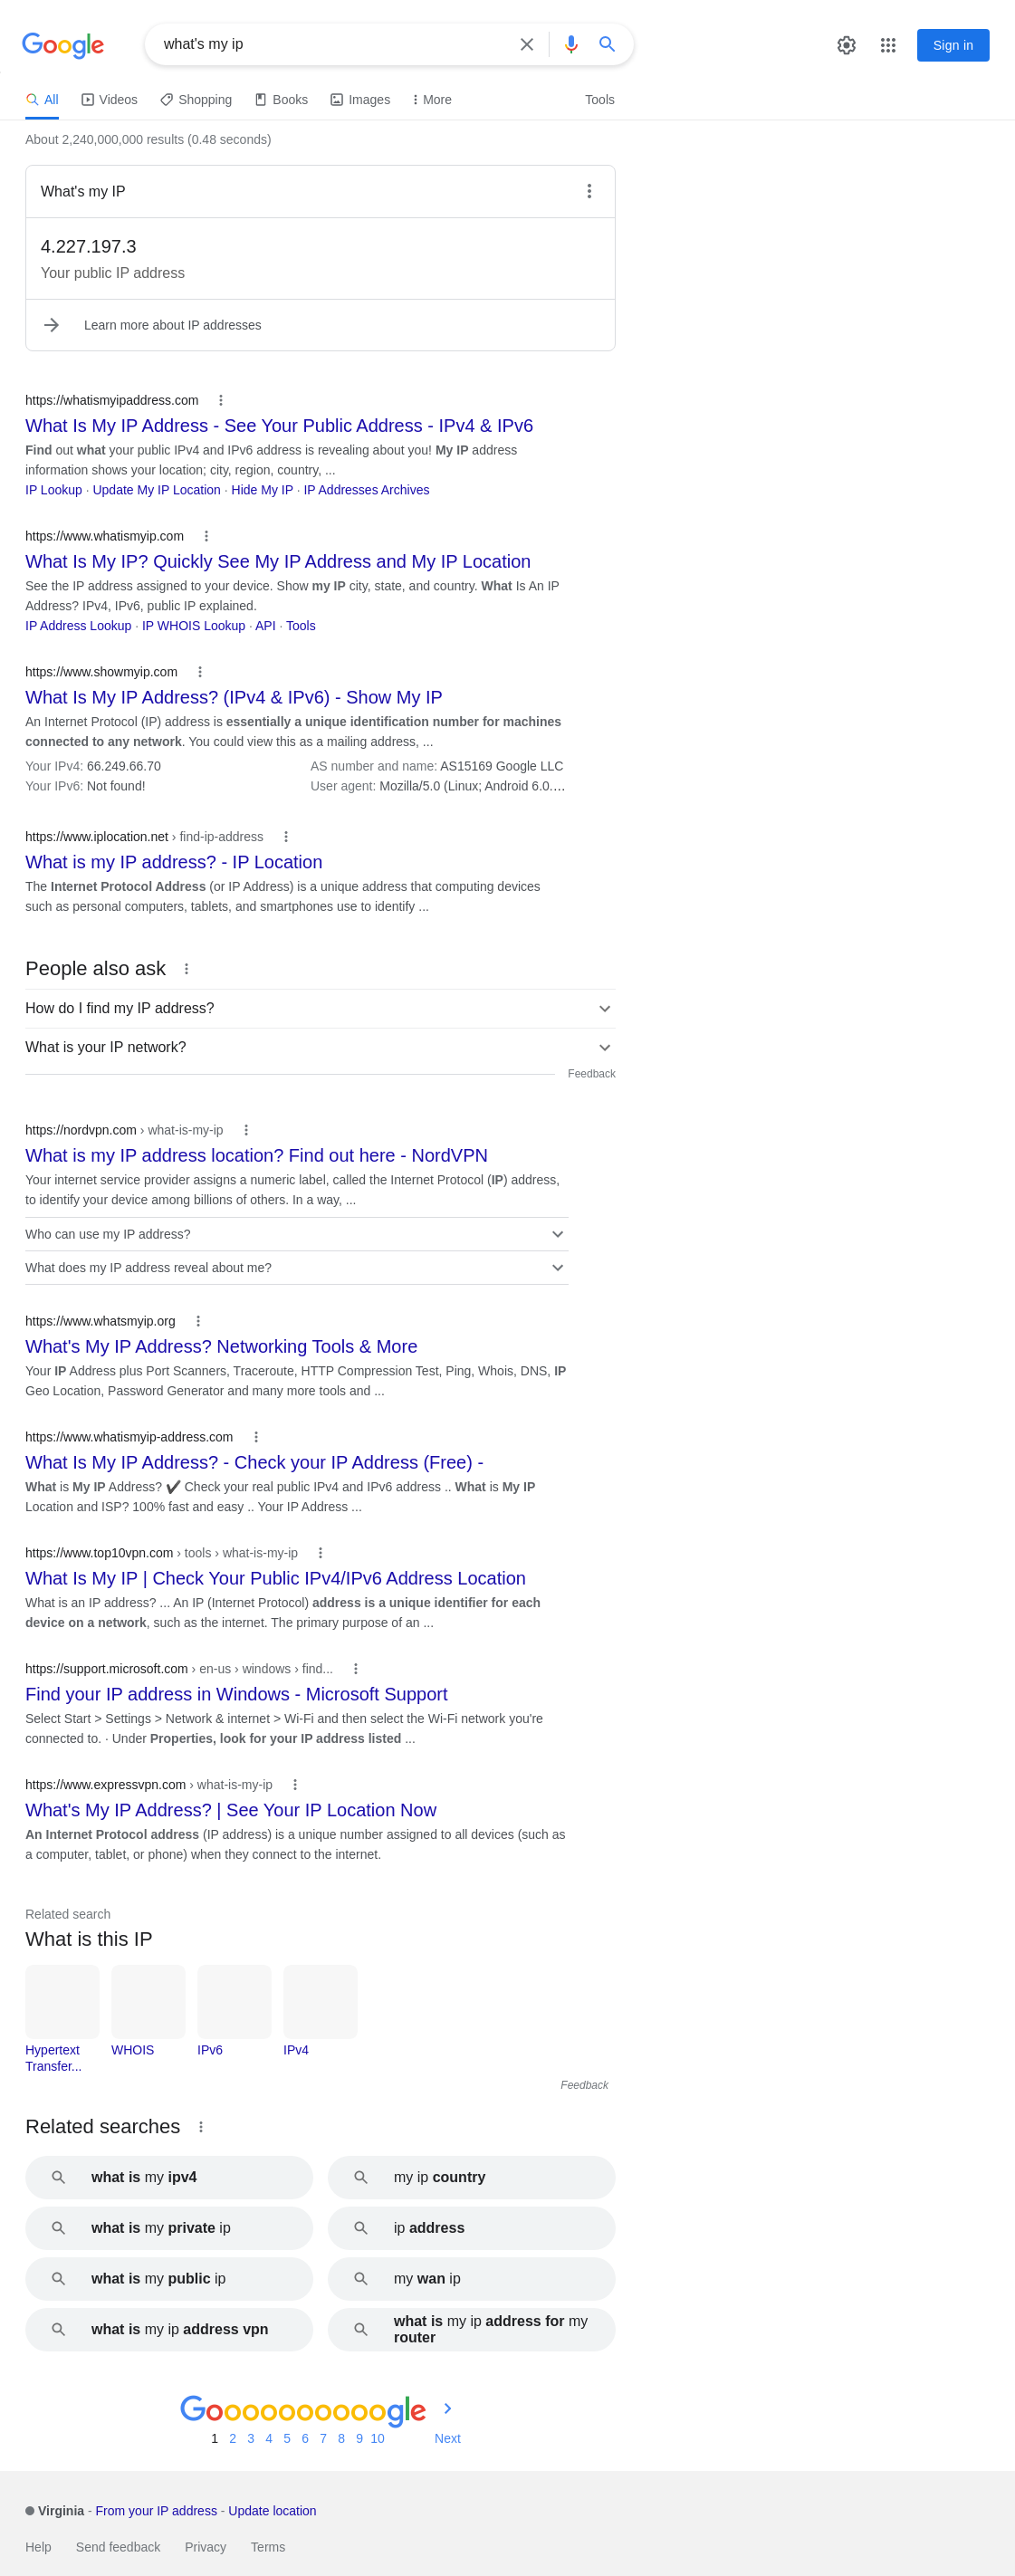 Google
what's my ip
Sign in
All Videos Shopping Books Images More Tools
About 2,240,000,000 results (0.48 seconds)
What's my IP
4.227.197.3
Your public IP address
Learn more about IP addresses
https://whatismyipaddress.com
What Is My IP Address - See Your Public Address - IPv4 & IPv6
Find out what your public IPv4 and IPv6 address is revealing about you! My IP address
information shows your location; city, region, country, ...
IP Lookup · Update My IP Location · Hide My IP · IP Addresses Archives
https://www.whatismyip.com
What Is My IP? Quickly See My IP Address and My IP Location
See the IP address assigned to your device. Show my IP city, state, and country. What Is An IP
Address? IPv4, IPv6, public IP explained.
IP Address Lookup · IP WHOIS Lookup · API · Tools
https://www.showmyip.com
What Is My IP Address? (IPv4 & IPv6) - Show My IP
An Internet Protocol (IP) address is essentially a unique identification number for machines
connected to any network. You could view this as a mailing address, ...
Your IPv4: 66.249.66.70 AS number and name: AS15169 Google LLC
Your IPv6: Not found! User agent: Mozilla/5.0 (Linux; Android 6.0....
https://www.iplocation.net › find-ip-address
What is my IP address? - IP Location
The Internet Protocol Address (or IP Address) is a unique address that computing devices
such as personal computers, tablets, and smartphones use to identify ...
People also ask
How do I find my IP address?
What is your IP network?
Feedback
https://nordvpn.com › what-is-my-ip
What is my IP address location? Find out here - NordVPN
Your internet service provider assigns a numeric label, called the Internet Protocol (IP) address,
to identify your device among billions of others. In a way, ...
Who can use my IP address?
What does my IP address reveal about me?
https://www.whatsmyip.org
What's My IP Address? Networking Tools & More
Your IP Address plus Port Scanners, Traceroute, HTTP Compression Test, Ping, Whois, DNS, IP
Geo Location, Password Generator and many more tools and ...
https://www.whatismyip-address.com
What Is My IP Address? - Check your IP Address (Free) -
What is My IP Address? ✔ Check your real public IPv4 and IPv6 address .. What is My IP
Location and ISP? 100% fast and easy .. Your IP Address ...
https://www.top10vpn.com › tools › what-is-my-ip
What Is My IP | Check Your Public IPv4/IPv6 Address Location
What is an IP address? ... An IP (Internet Protocol) address is a unique identifier for each
device on a network, such as the internet. The primary purpose of an ...
https://support.microsoft.com › en-us › windows › find...
Find your IP address in Windows - Microsoft Support
Select Start > Settings > Network & internet > Wi-Fi and then select the Wi-Fi network you're
connected to. · Under Properties, look for your IP address listed ...
https://www.expressvpn.com › what-is-my-ip
What's My IP Address? | See Your IP Location Now
An Internet Protocol address (IP address) is a unique number assigned to all devices (such as
a computer, tablet, or phone) when they connect to the internet.
Related search
What is this IP
Hypertext WHOIS IPv6 IPv4
Transfer...
Feedback
Related searches
what is my ipv4
my ip country
what is my private ip
ip address
what is my public ip
my wan ip
what is my ip address vpn
what is my ip address for my
router
Goooooooooogle
1 2 3 4 5 6 7 8 9 10 Next
Virginia - From your IP address - Update location
Help Send feedback Privacy Terms